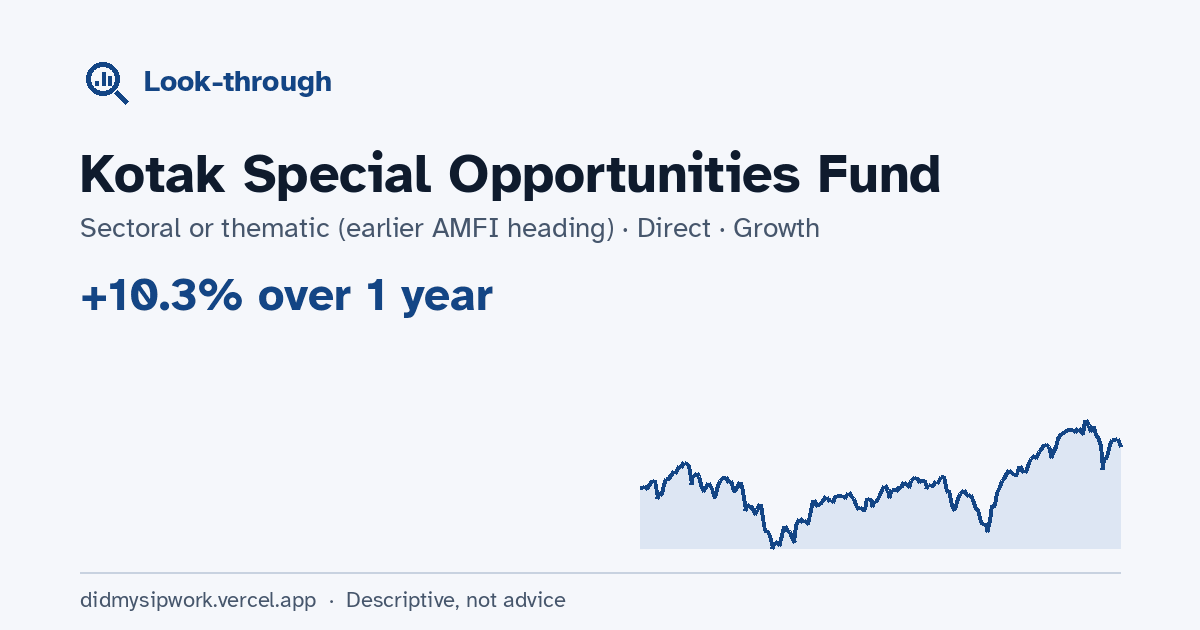 Look-through
Kotak Special Opportunities Fund
Sectoral or thematic (earlier AMFI heading) · Direct · Growth
+10.3% over 1 year
didmysipwork.vercel.app · Descriptive, not advice